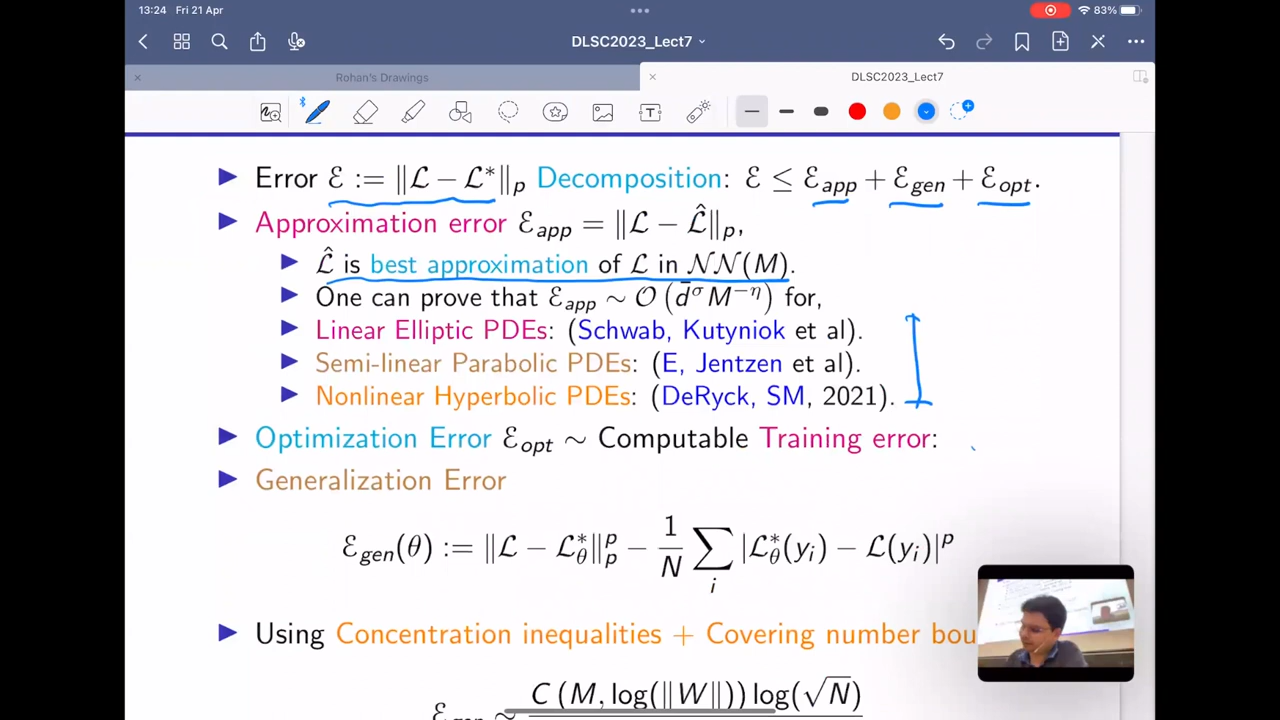 13:24 Fri 21 Apr
83%
DLSC2023_Lect7
Rohan's Drawings
DLSC2023_Lect7
Error ℰ := ‖ℒ − ℒ*‖_p Decomposition: ℰ ≤ ℰ_app + ℰ_gen + ℰ_opt.
Approximation error ℰ_app = ‖ℒ − ℒ̂‖_p,
ℒ̂ is best approximation of ℒ in 𝒩𝒩(M).
One can prove that ℰ_app ∼ 𝒪(d̄^σ M^{−η}) for,
Linear Elliptic PDEs: (Schwab, Kutyniok et al).
Semi-linear Parabolic PDEs: (E, Jentzen et al).
Nonlinear Hyperbolic PDEs: (DeRyck, SM, 2021).
Optimization Error ℰ_opt ∼ Computable Training error:
Generalization Error
ℰ_gen(θ) := ‖ℒ − ℒ*_θ‖_p^p − 1/N ∑_i |ℒ*_θ(y_i) − ℒ(y_i)|^p
Using Concentration inequalities + Covering number
C (M, log(‖W‖)) log(√N)